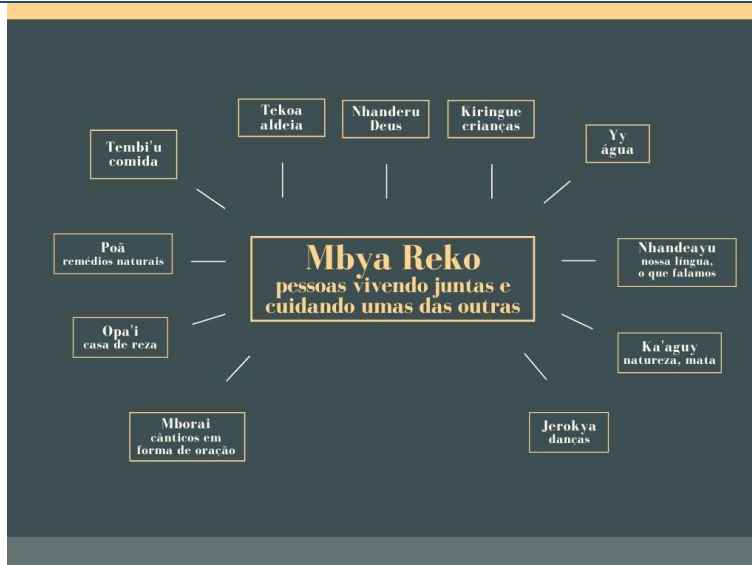 Tekoa
aldeia
Nhanderu
Deus
Kiringue
crianças
Yy
água
Tembi'u
comida
Mbya Reko
pessoas vivendo juntas e
cuidando umas das outras
Poã
remédios naturais
Nhandeayu
nossa língua,
o que falamos
Opa'i
casa de reza
Ka'aguy
natureza, mata
Mborai
cânticos em
forma de oração
Jerokya
danças